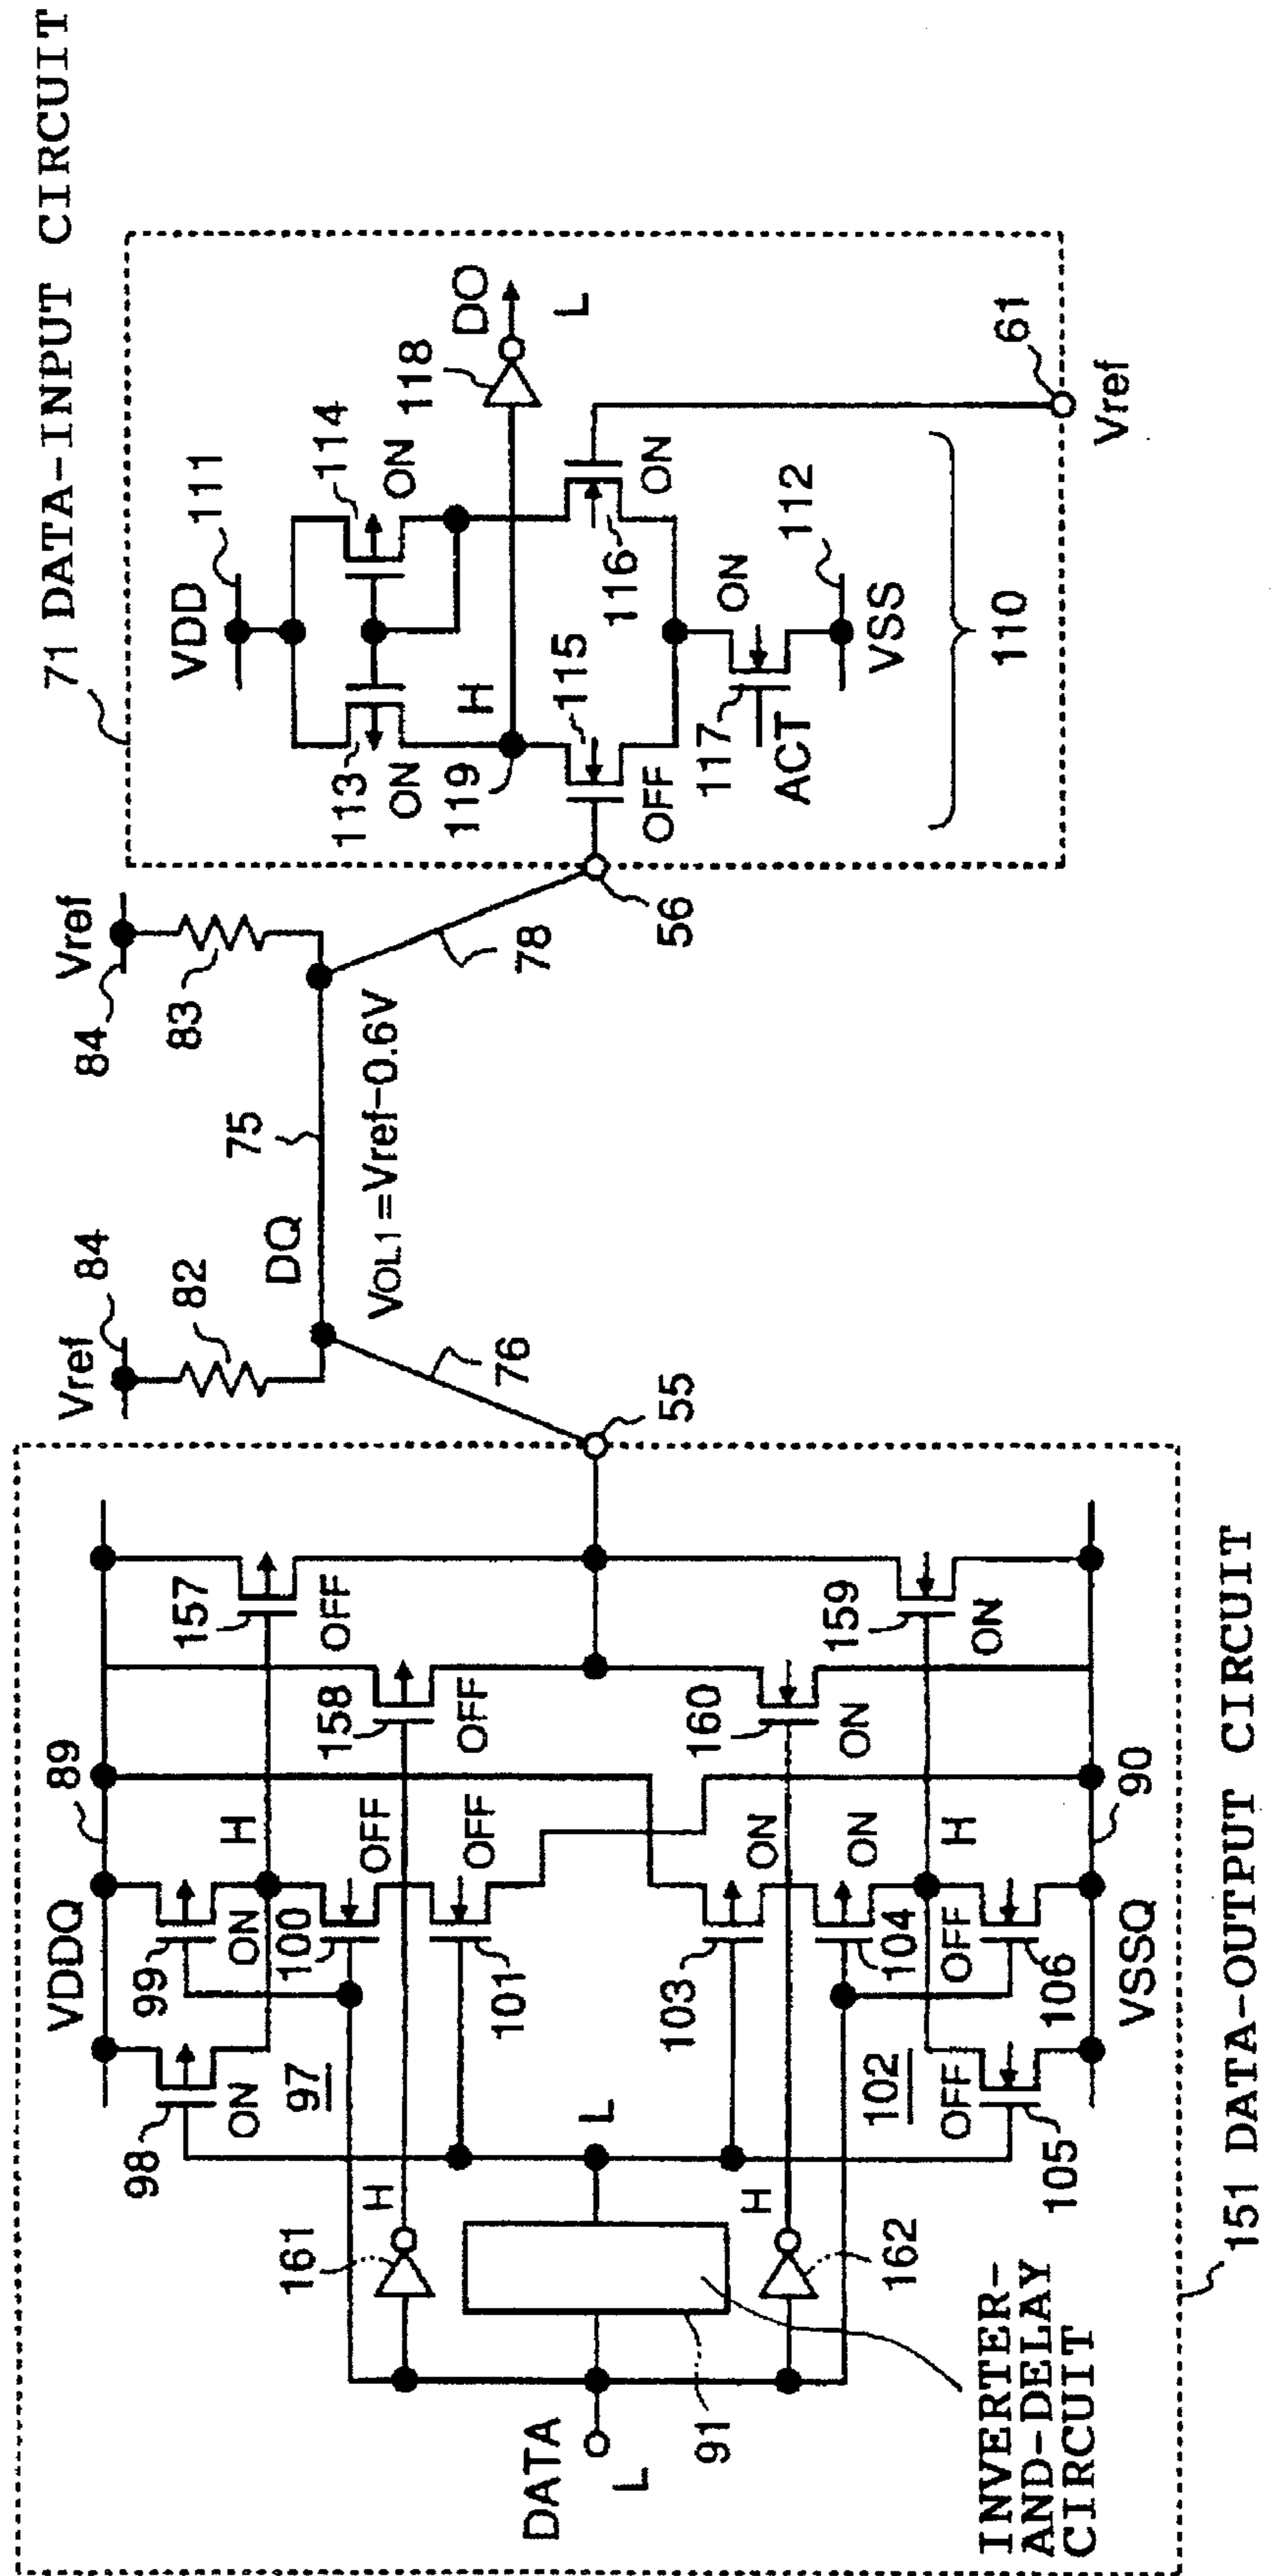 71 DATA-INPUT CIRCUIT
VDD
111
113
ON
114
ON
119
H
118
DO
L
115
OFF
116
ON
117
ON
ACT
112
VSS
110
61
Vref
56
78
Vref
84
83
75
DQ
VOL1=Vref-0.6V
Vref
84
82
76
55
VDDQ
89
98
ON
99
ON
H
100
OFF
97
101
OFF
157
OFF
158
OFF
161
H
DATA
L
91
L
INVERTER-
AND-DELAY
CIRCUIT
162
H
103
ON
104
ON
102
105
OFF
106
OFF
H
160
ON
159
ON
VSSQ
90
151 DATA-OUTPUT CIRCUIT